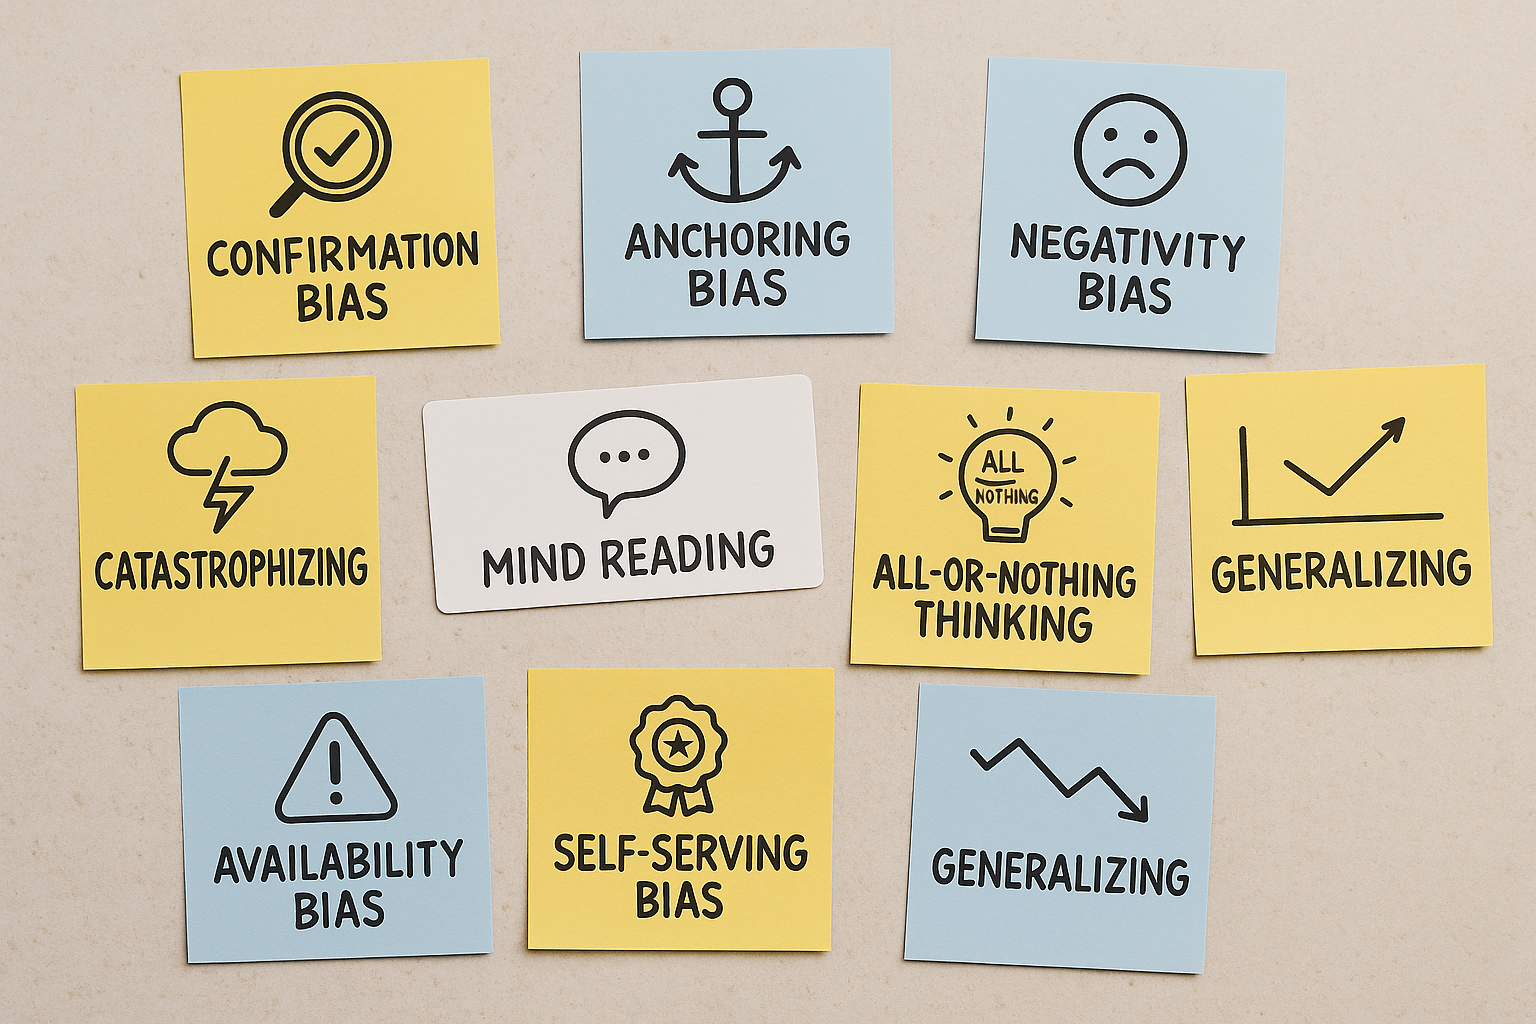 CONFIRMATION
BIAS
ANCHORING
BIAS
NEGATIVITY
BIAS
CATASTROPHIZING
MIND READING
ALL
NOTHING
ALL-OR-NOTHING
THINKING
GENERALIZING
AVAILABILITY
BIAS
SELF-SERVING
BIAS
GENERALIZING